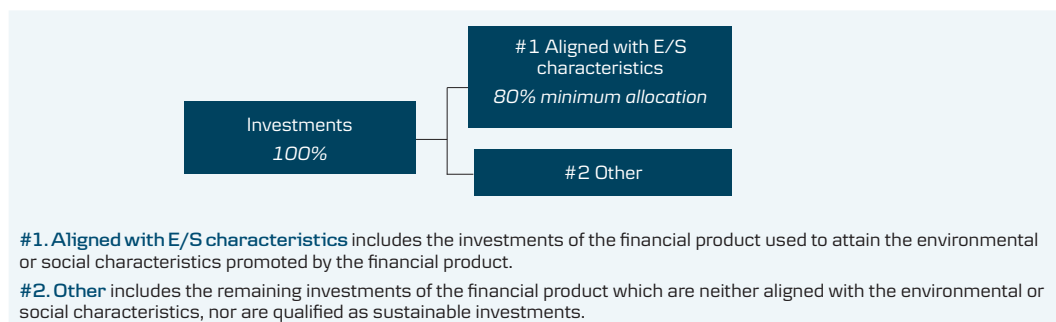 #1 Aligned with E/S
characteristics
80% minimum allocation
Investments
100%
#2 Other
#1. Aligned with E/S characteristics includes the investments of the financial product used to attain the environmental
or social characteristics promoted by the financial product.
#2. Other includes the remaining investments of the financial product which are neither aligned with the environmental or
social characteristics, nor are qualified as sustainable investments.